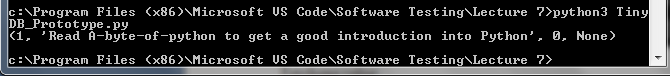 c:\Program Files (x86)\Microsoft VS Code\Software Testing\Lecture 7>python3 Tiny
DB_Prototype.py
(1, 'Read A-byte-of-python to get a good introduction into Python', 0, None)
c:\Program Files (x86)\Microsoft VS Code\Software Testing\Lecture 7>